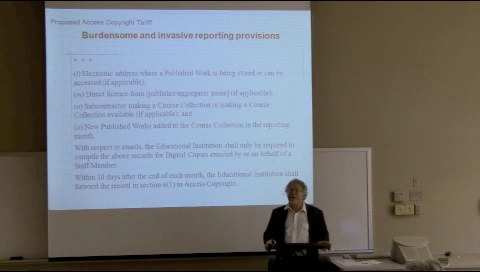 Proposed Access Copyright Tariff
Burdensome and invasive reporting provisions
* * *
Electronic address where a Published Work is being stored or can be
accessed (if applicable);
Direct licence from [publisher/aggregator name] (if applicable);
Subcontractor making a Course Collection or making a Course
Collection available (if applicable); and
New Published Works added to the Course Collection in the reporting
month.
With respect to emails, the Educational Institution shall only be required to
compile the above records for Digital Copies emailed by or on behalf of a
Staff Member.
Within 30 days after the end of each month, the Educational Institution shall
forward the record in section 6(1) to Access Copyright.